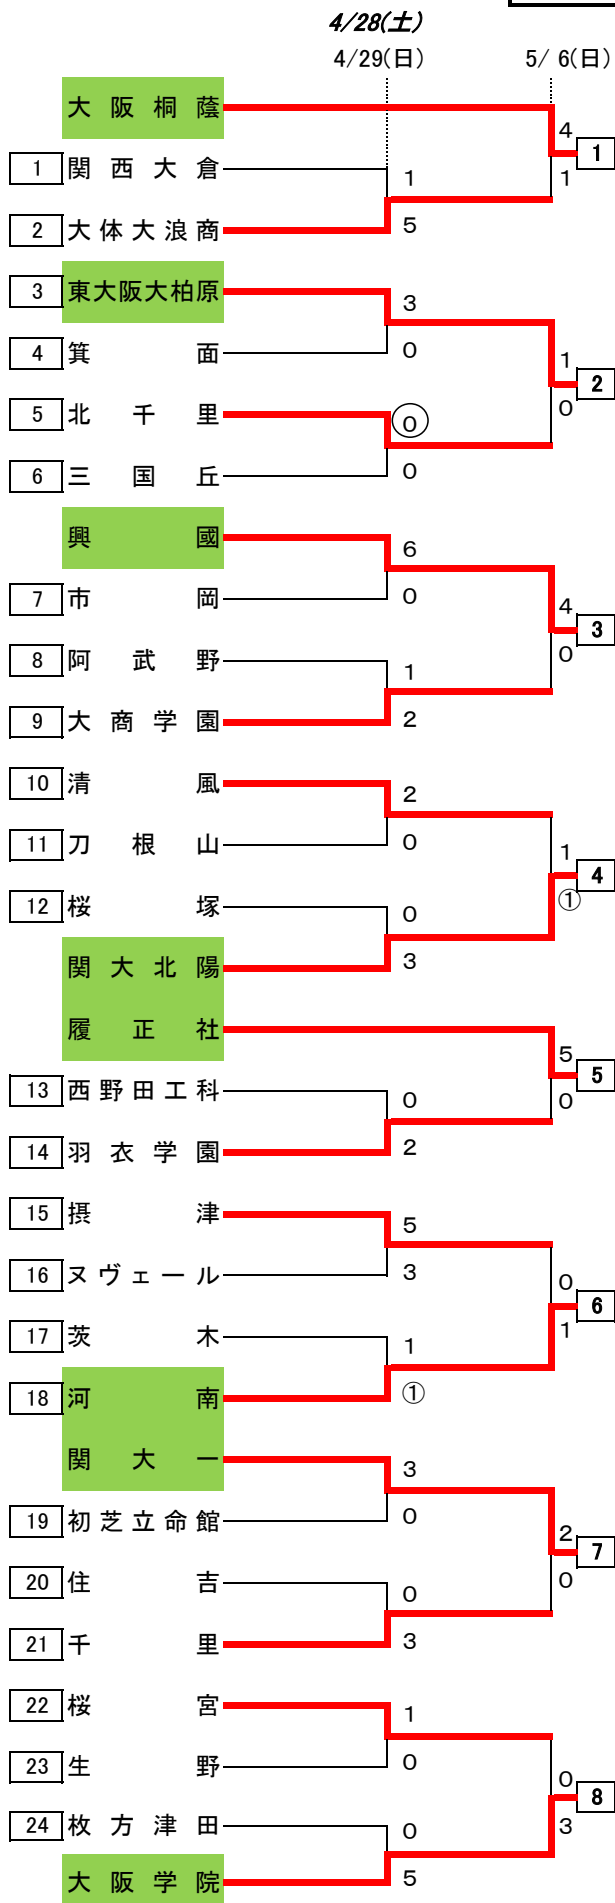 4/28(土)
4/29(日) 5/ 6(日)
大阪桐蔭
4
1
1 関西大倉
1
1
2 大体大浪商
5
3 東大阪大柏原
3
4 箕面
0
1
2
5 北千里
0
0
6 三国丘
0
興國
6
7 市岡
0
4
3
8 阿武野
1
0
9 大商学園
2
10 清風
2
11 刀根山
0
1
4
12 桜塚
0
①
関大北陽
3
履正社
5
5
13 西野田工科
0
0
14 羽衣学園
2
15 摂津
5
16 ヌヴェール
3
0
6
17 茨木
1
1
18 河南
①
関大一
3
19 初芝立命館
0
2
7
20 住吉
0
0
21 千里
3
22 桜宮
1
23 生野
0
0
8
24 枚方津田
0
3
大阪学院
5